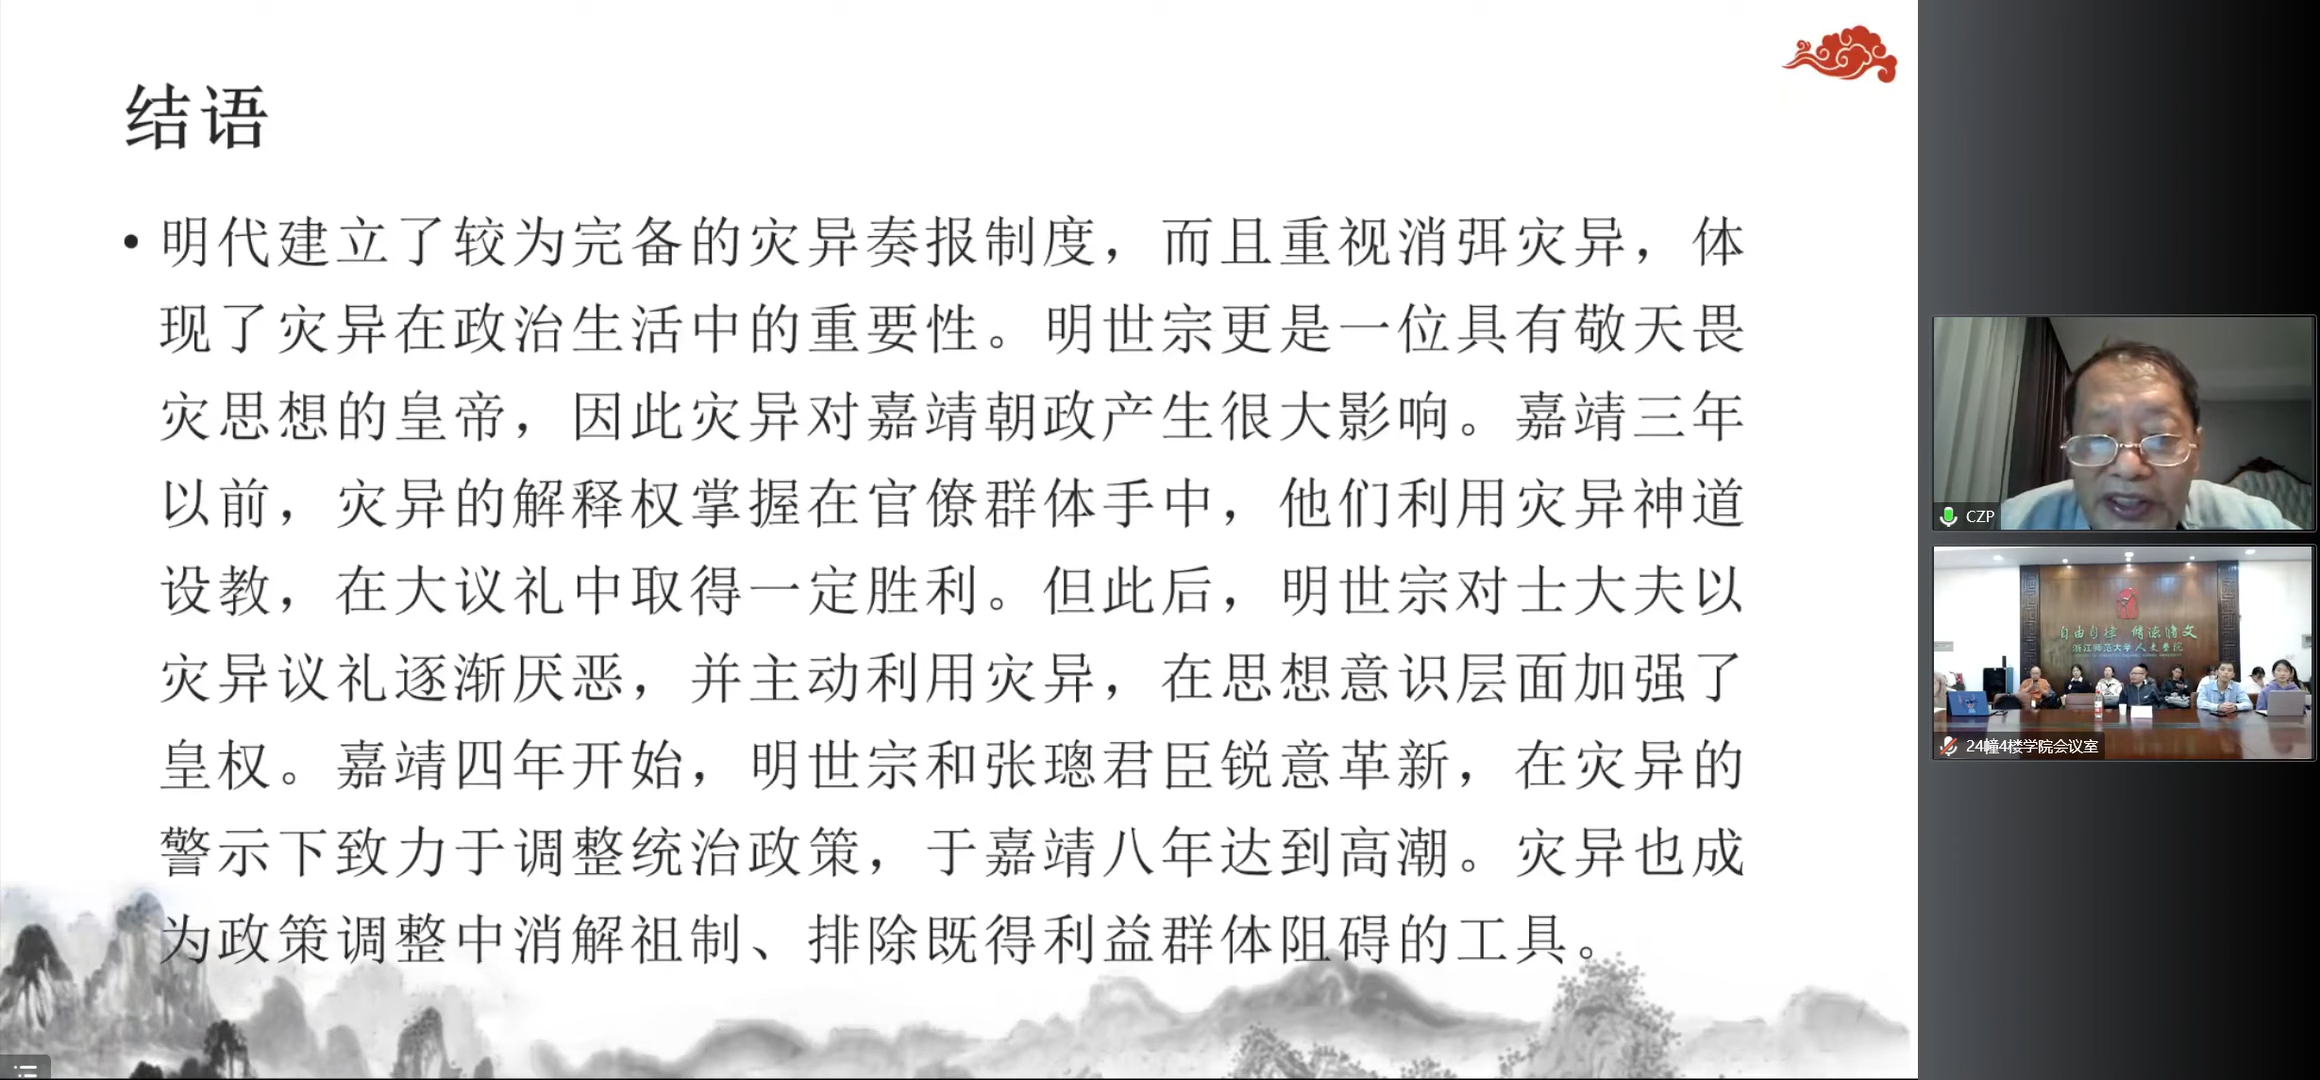 结语
• 明代建立了较为完备的灾异奏报制度，而且重视消弭灾异，体
现了灾异在政治生活中的重要性。明世宗更是一位具有敬天畏
灾思想的皇帝，因此灾异对嘉靖朝政产生很大影响。嘉靖三年
以前，灾异的解释权掌握在官僚群体手中，他们利用灾异神道
设教，在大议礼中取得一定胜利。但此后，明世宗对士大夫以
灾异议礼逐渐厌恶，并主动利用灾异，在思想意识层面加强了
皇权。嘉靖四年开始，明世宗和张璁君臣锐意革新，在灾异的
警示下致力于调整统治政策，于嘉靖八年达到高潮。灾异也成
为政策调整中消解祖制、排除既得利益群体阻碍的工具。
CZP
浙江师范大学人文学院
24幢4楼学院会议室